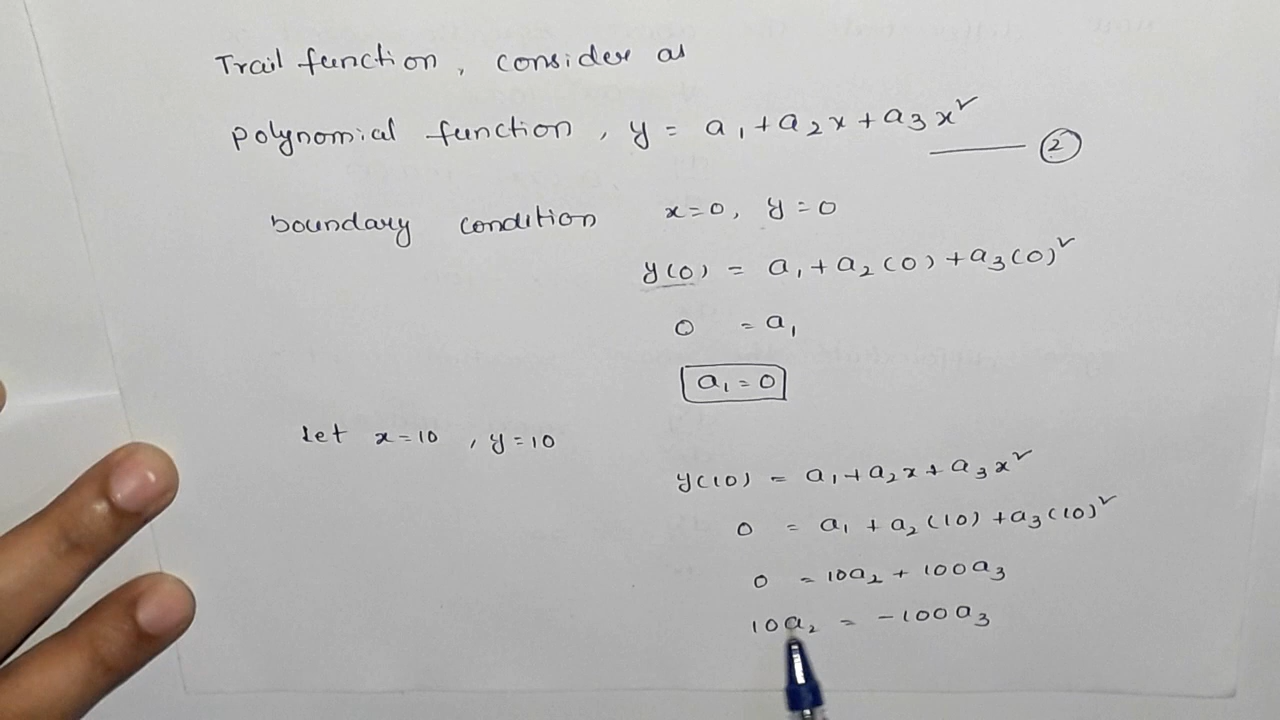 Trail function, consider as
polynomial function, y = a₁ + a₂x + a₃x² ——— ②
boundary condition x=0, y=0
y(0) = a₁ + a₂(0) + a₃(0)²
0 = a₁
a₁ = 0
Let x=10, y=10
y(10) = a₁ + a₂x + a₃x²
0 = a₁ + a₂(10) + a₃(10)²
0 = 10a₂ + 100a₃
10a₂ = -100a₃